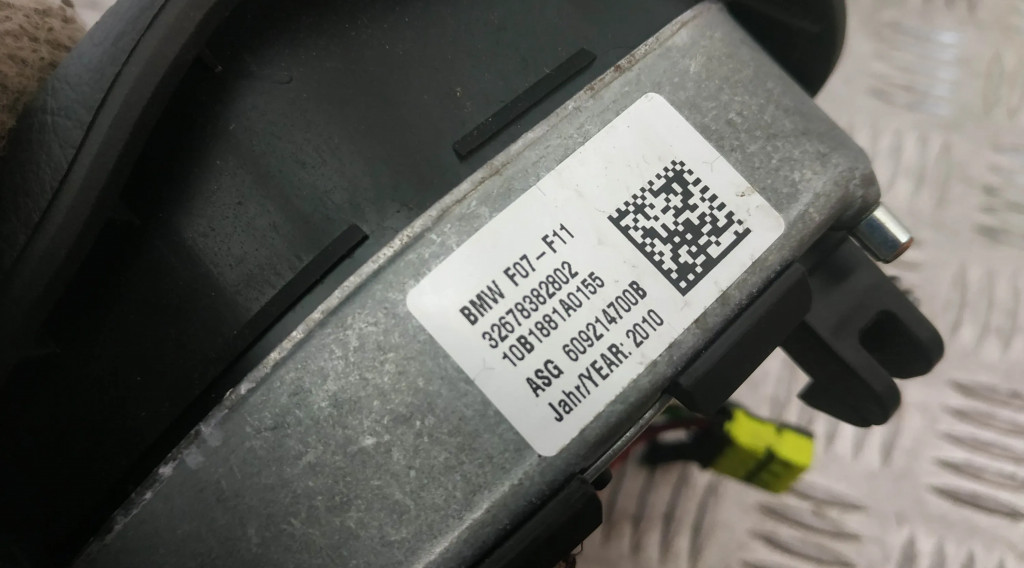 BMW F07-F11
32678382802
10B1881A0155
ASG 609214700B
Jahr/YEAR: 2010